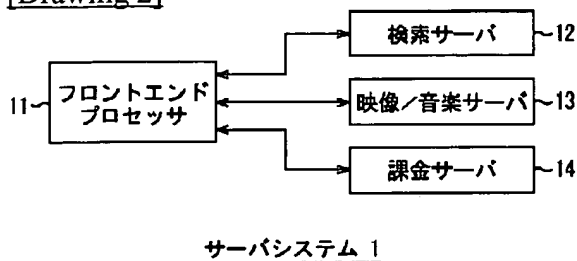 [Drawing 2]
検索サーバ ~12
11~ フロントエンド
プロセッサ
映像/音楽サーバ ~13
課金サーバ ~14
サーバシステム 1